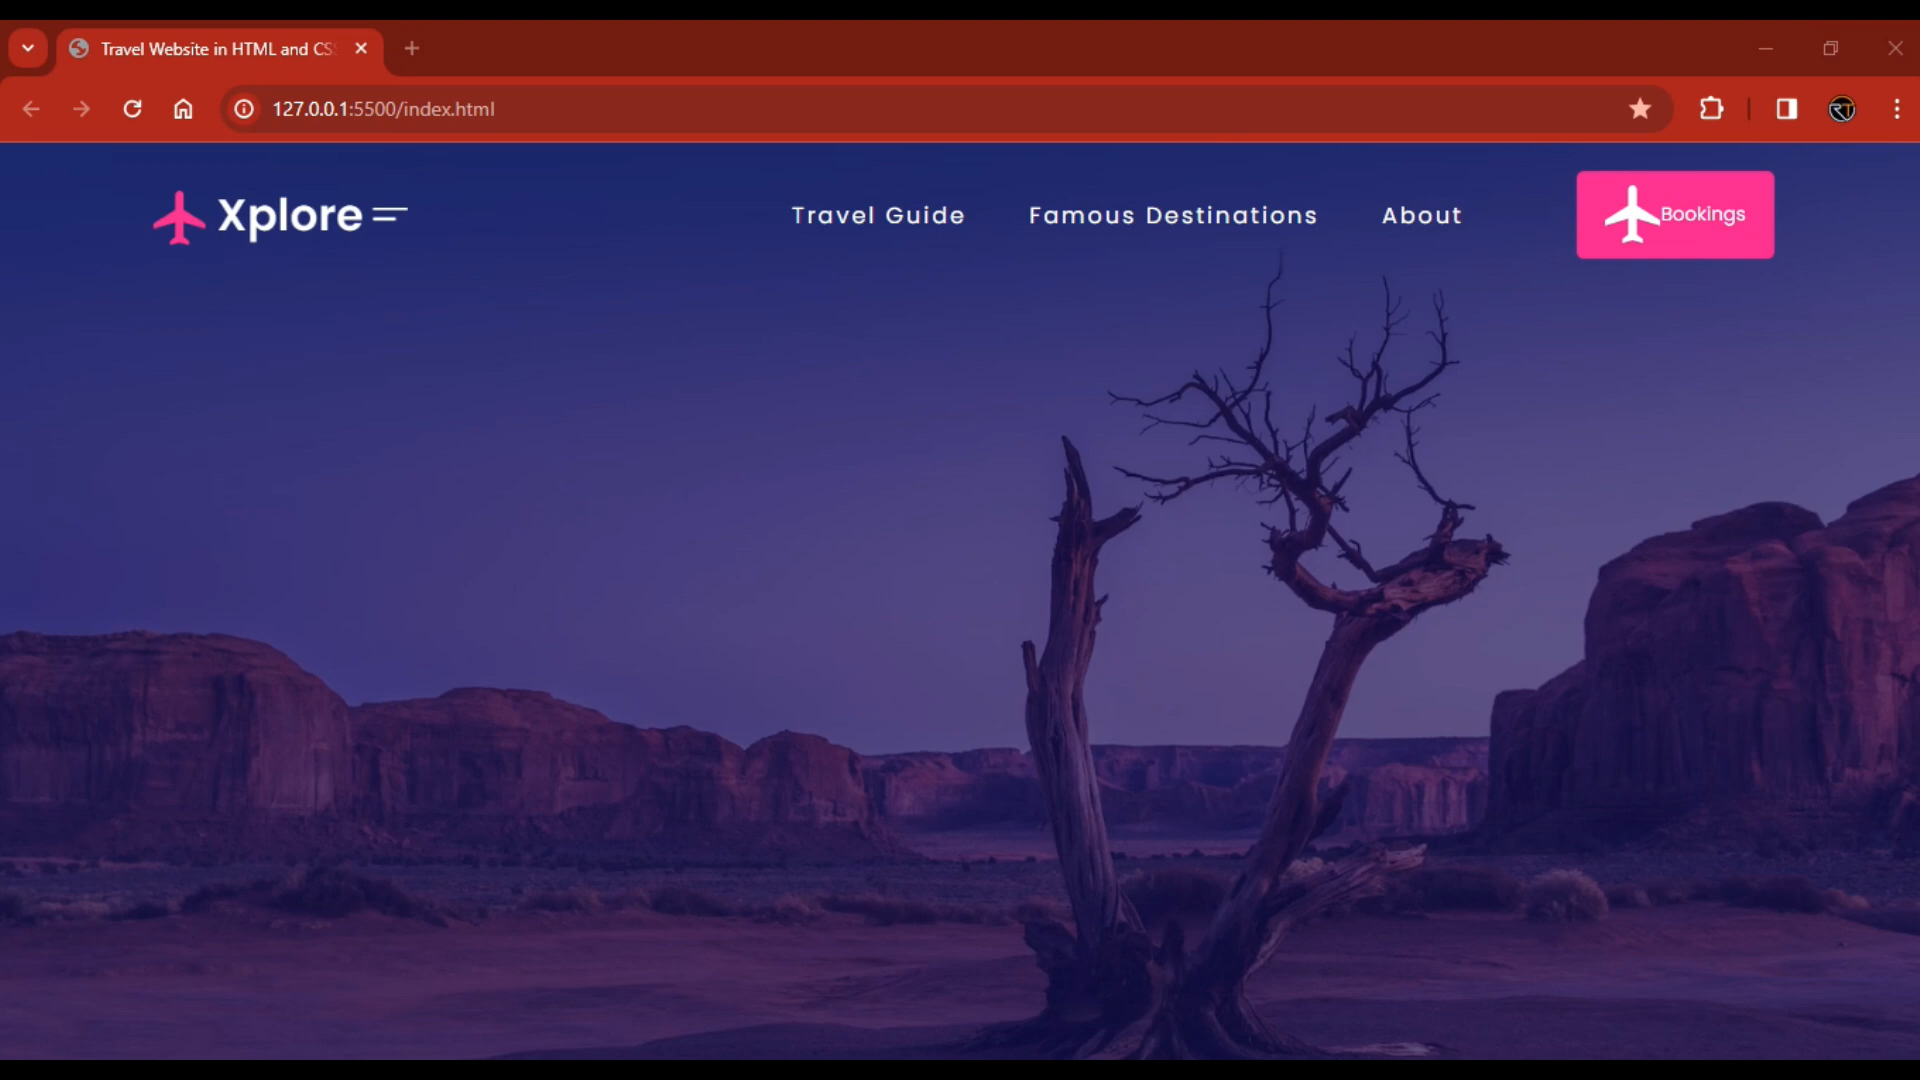 Travel Website in HTML and CS
127.0.0.1:5500/index.html
RT
Xplore
Travel Guide
Famous Destinations
About
Bookings